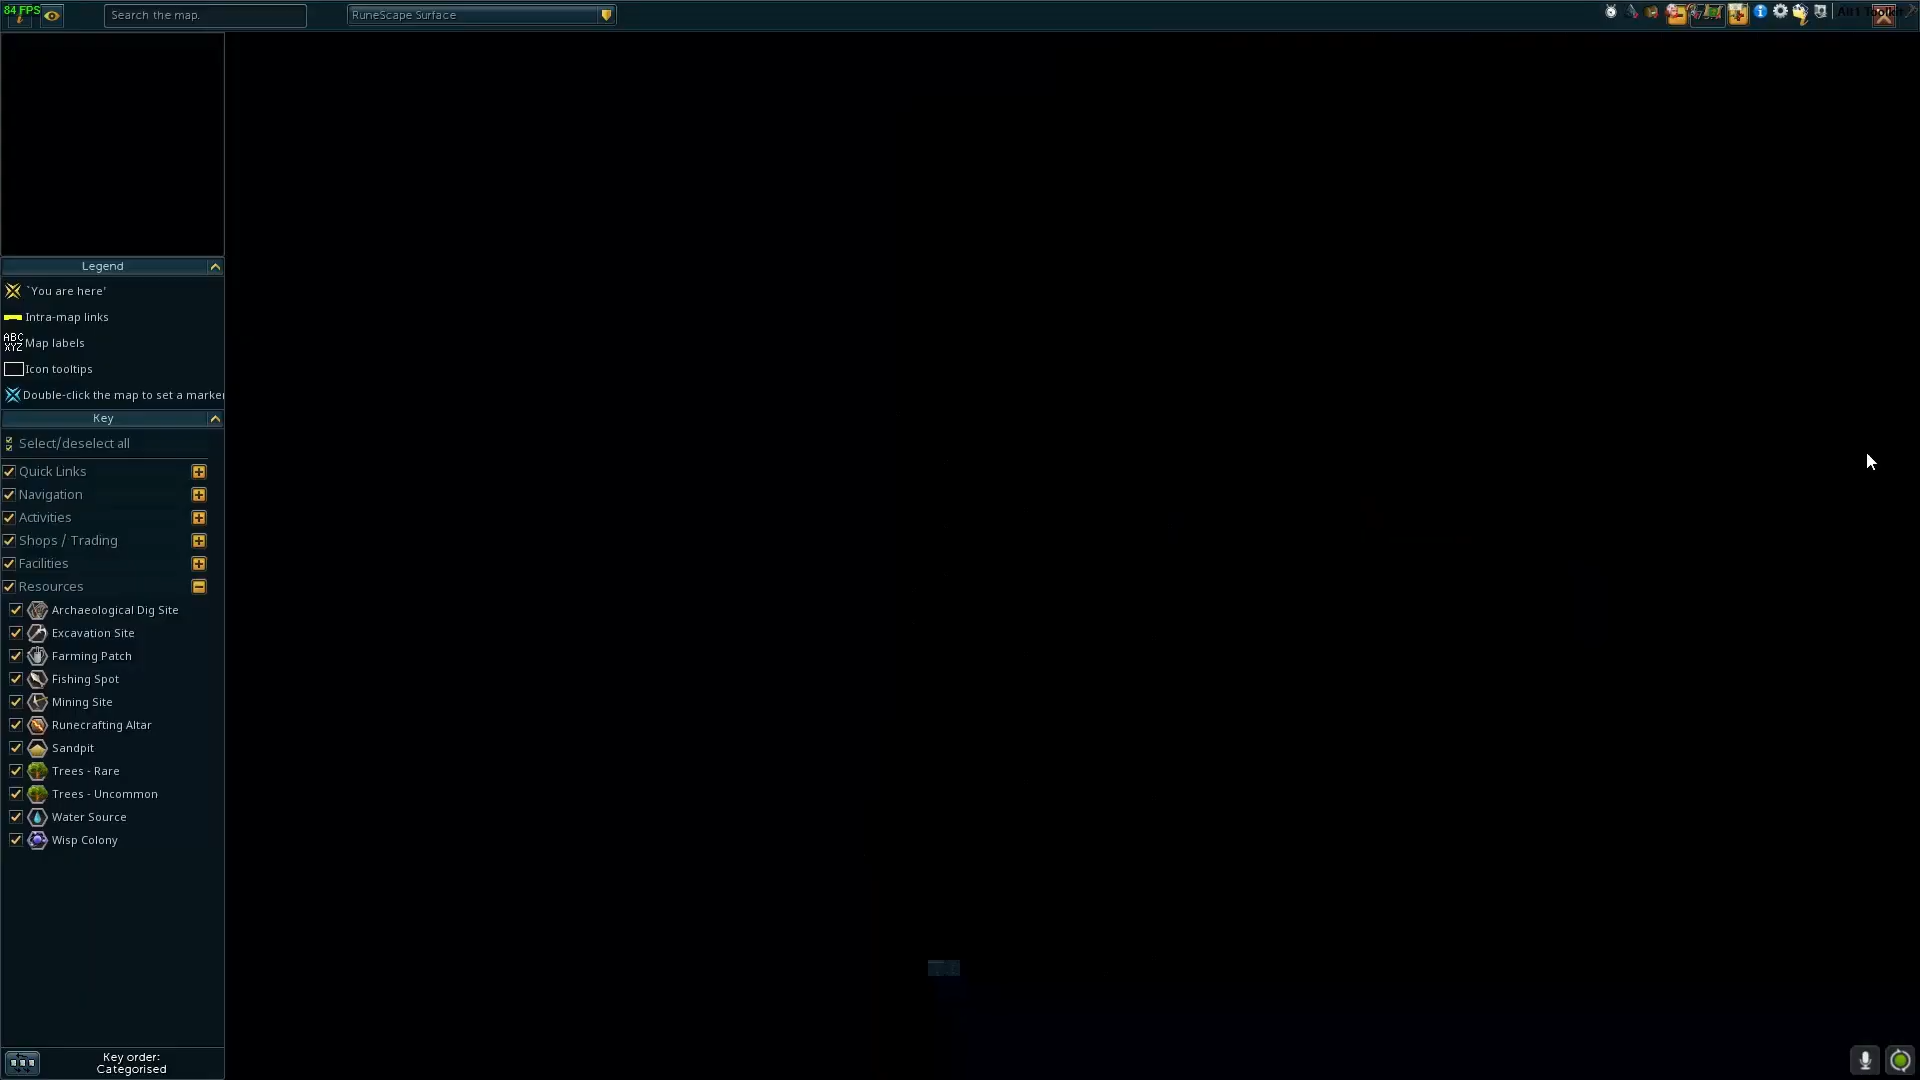 84 FPS
Search the map.
RuneScape Surface
Alt1 Toolkit
Legend
`You are here'
Intra-map links
ABC
XYZ
Map labels
Icon tooltips
Double-click the map to set a marker
Key
Select/deselect all
Quick Links
Navigation
Activities
Shops / Trading
Facilities
Resources
Archaeological Dig Site
Excavation Site
Farming Patch
Fishing Spot
Mining Site
Runecrafting Altar
Sandpit
Trees - Rare
Trees - Uncommon
Water Source
Wisp Colony
Key order:
Categorised